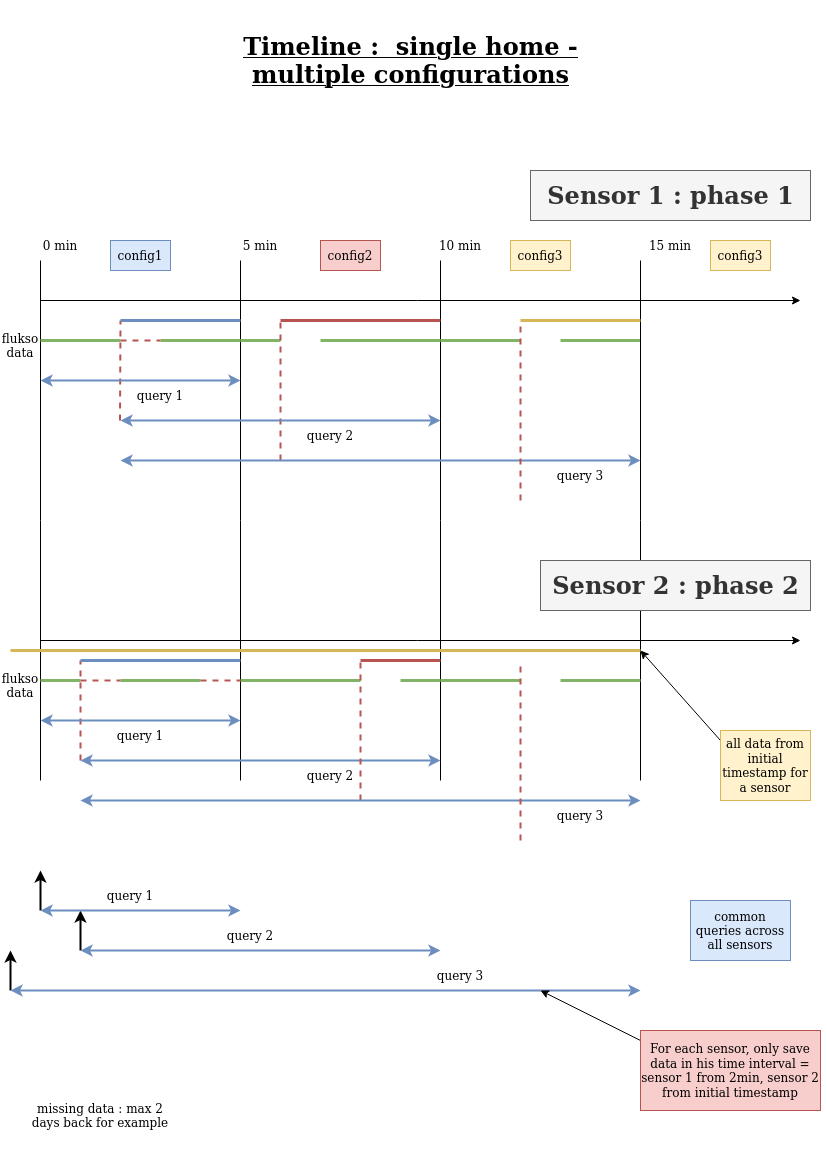 Timeline :  single home -
multiple configurations
Sensor 1 : phase 1
0 min
config1
5 min
config2
10 min
config3
15 min
config3
flukso
data
query 1
query 2
query 3
Sensor 2 : phase 2
flukso
data
query 1
query 2
query 3
all data from
initial
timestamp for
a sensor
query 1
query 2
query 3
common
queries across
all sensors
For each sensor, only save
data in his time interval =
sensor 1 from 2min, sensor 2
from initial timestamp
missing data : max 2
days back for example